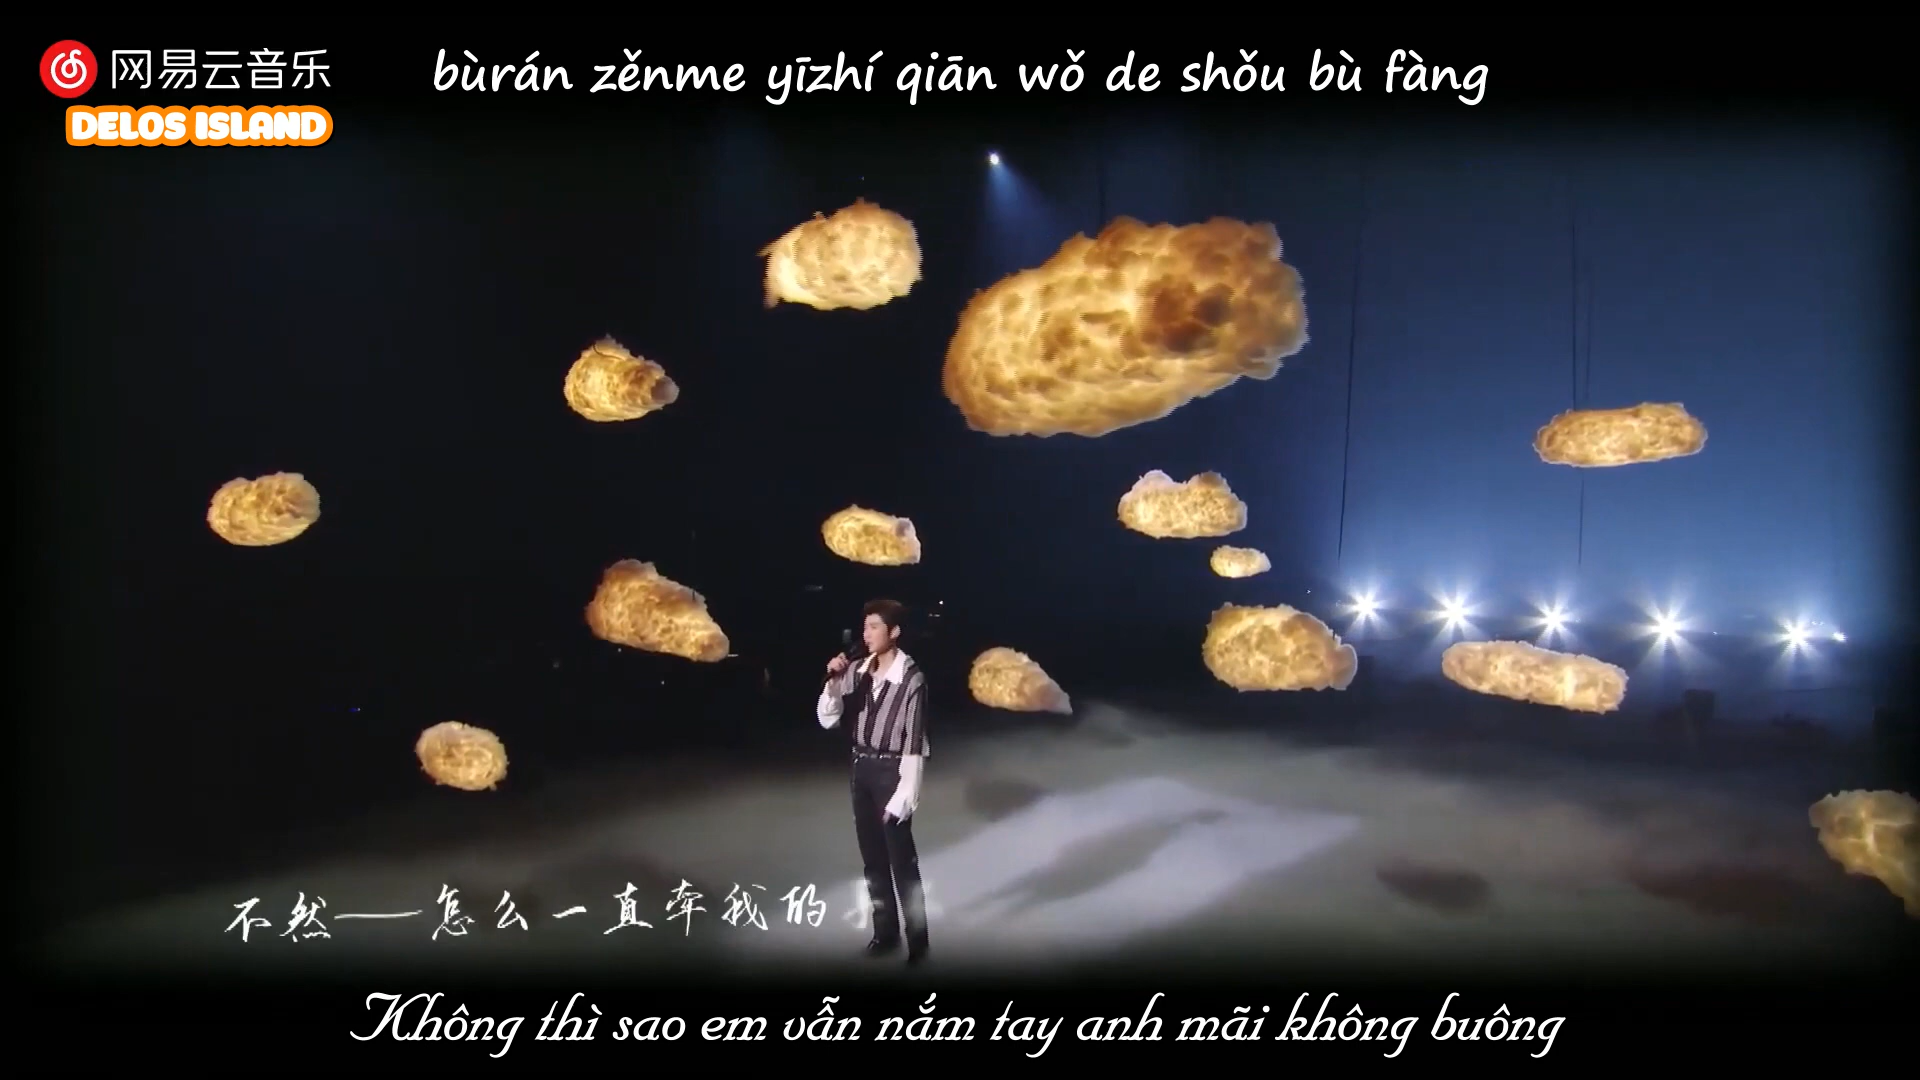 网易云音乐
DELOS ISLAND
bùrán zěnme yīzhí qiān wǒ de shǒu bù fàng
不然——怎么一直牵我的
Không thì sao em vẫn nắm tay anh mãi không buông